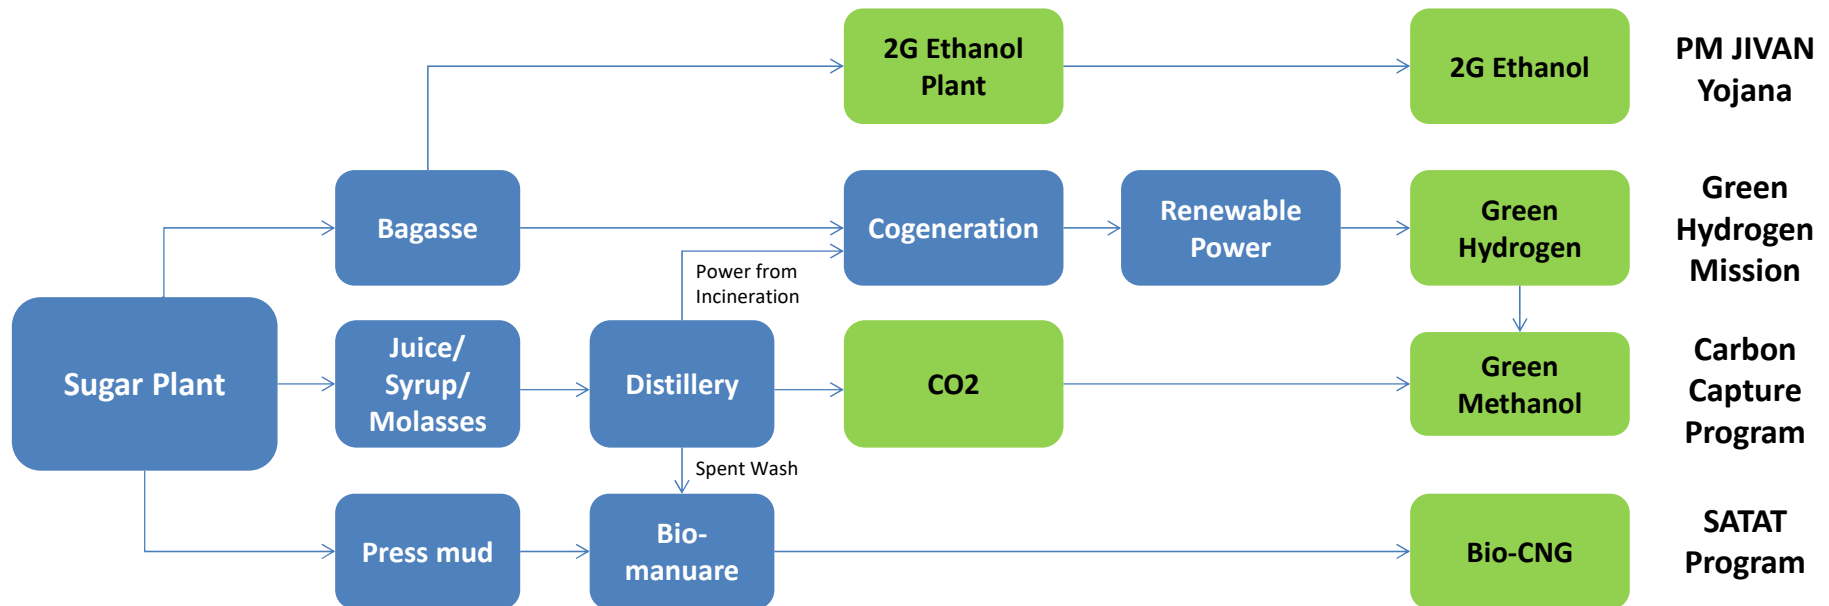 2G Ethanol
Plant
2G Ethanol
PM JIVAN
Yojana
Bagasse
Cogeneration
Renewable
Power
Green
Hydrogen
Green
Hydrogen
Mission
Power from
Incineration
Sugar Plant
Juice/
Syrup/
Molasses
Distillery
CO2
Green
Methanol
Carbon
Capture
Program
Spent Wash
Press mud
Bio-
manuare
Bio-CNG
SATAT
Program